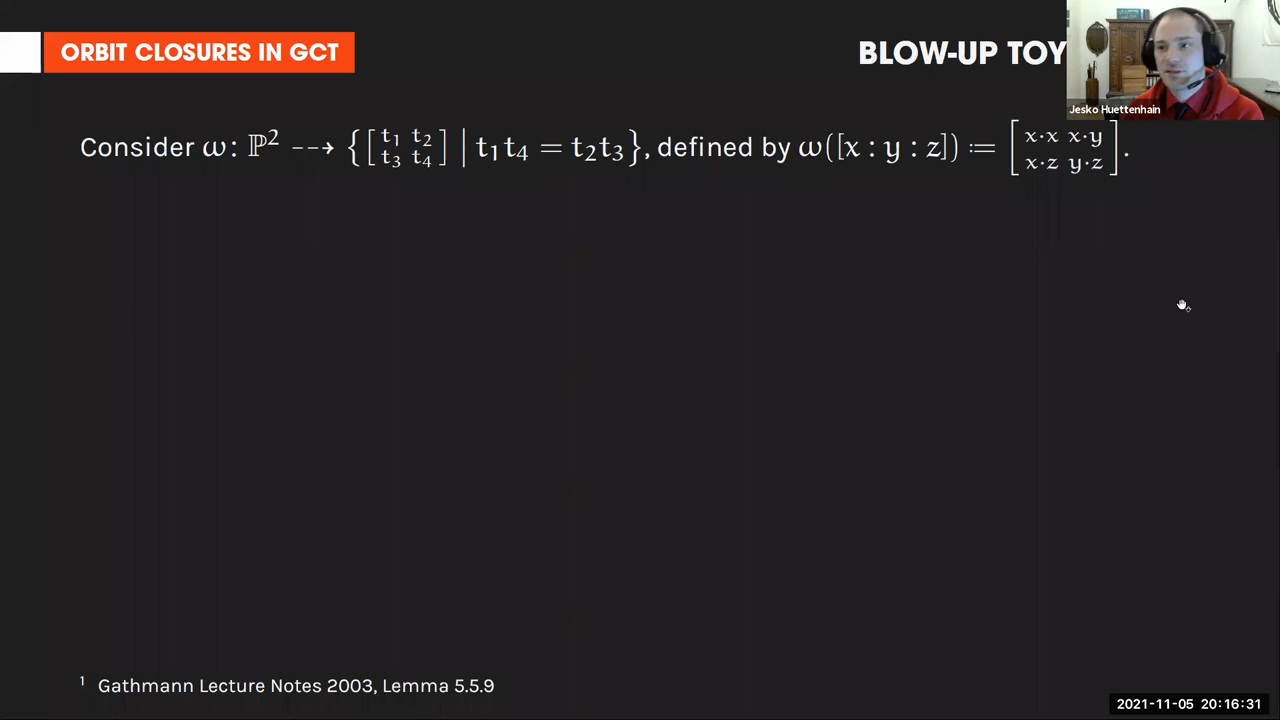 ORBIT CLOSURES IN GCT
BLOW-UP TOY
Jesko Huettenhain
Consider ω: ℙ² ⇢ {[t₁ t₂ / t₃ t₄] | t₁t₄ = t₂t₃}, defined by ω([x : y : z]) ≔ [x·x x·y / x·z y·z].
¹ Gathmann Lecture Notes 2003, Lemma 5.5.9
2021-11-05 20:16:31